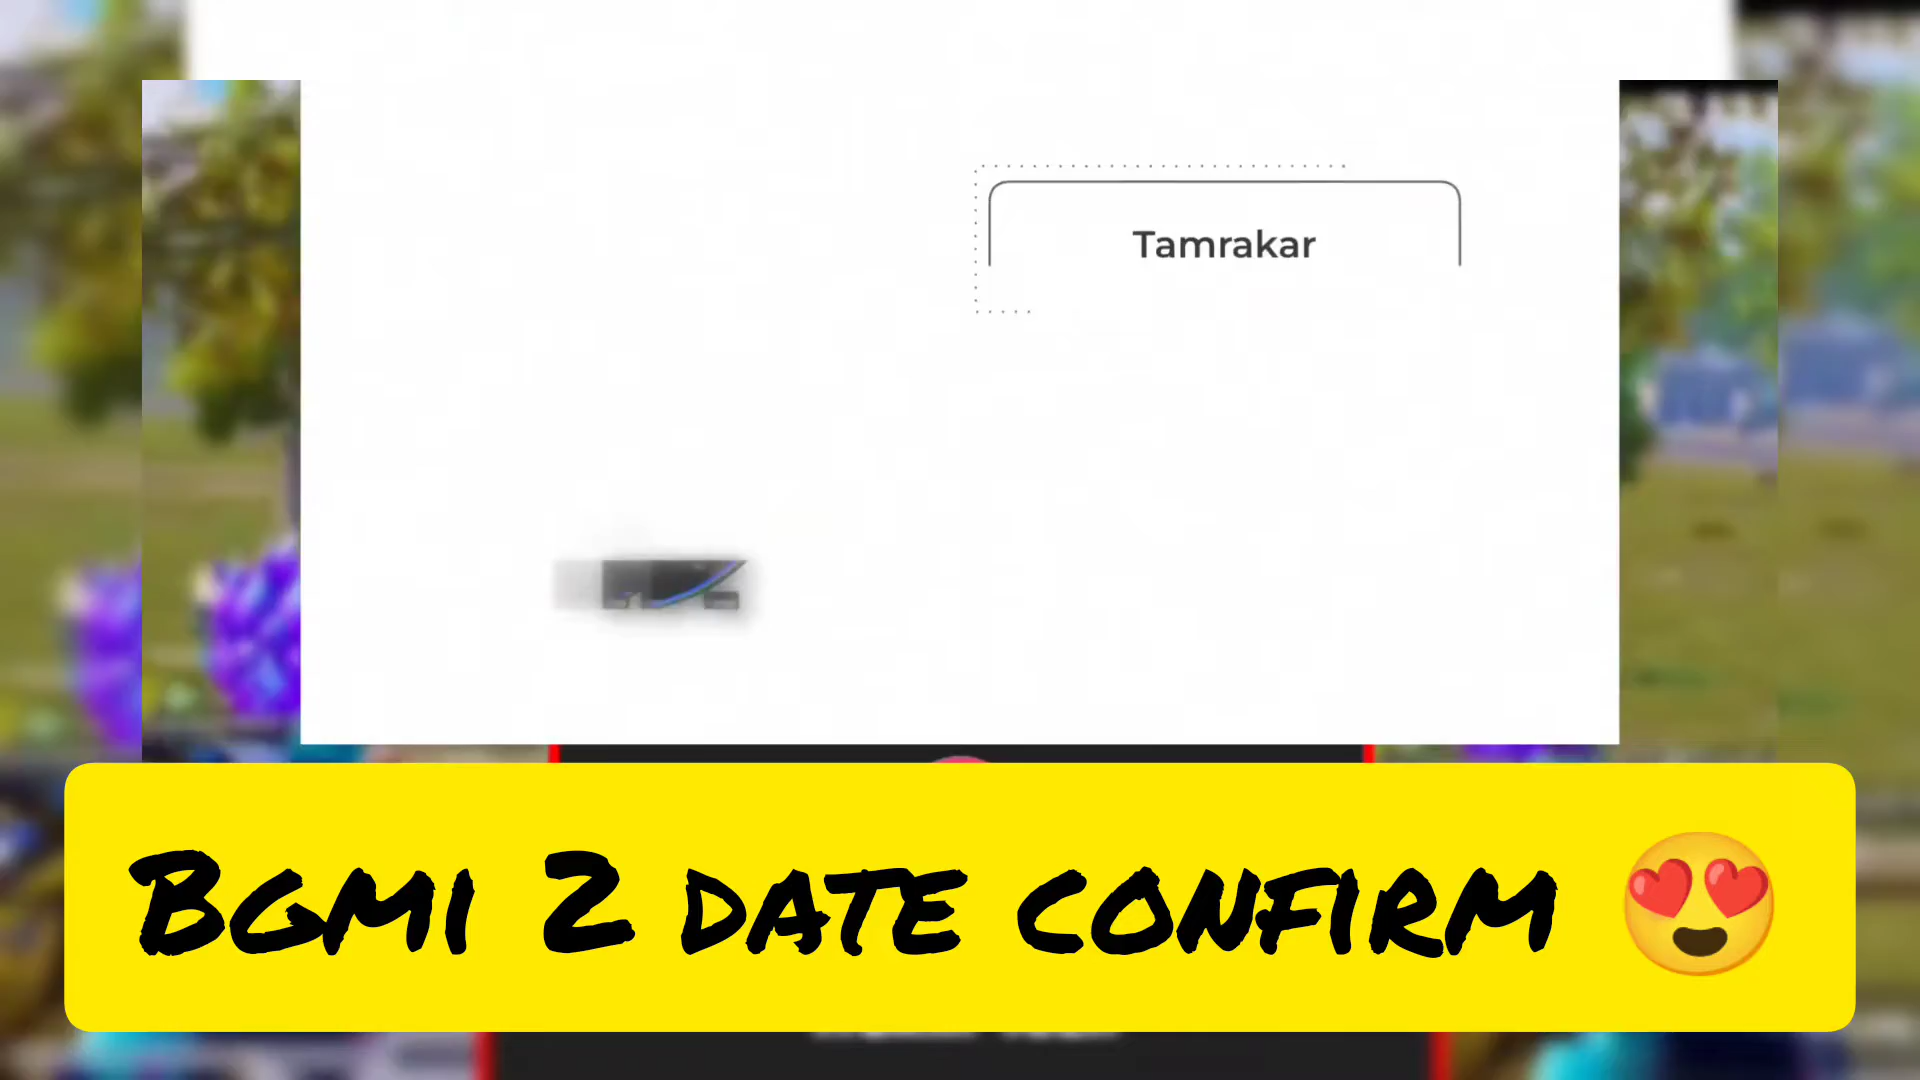 Tamrakar
Bgmi 2 date confirm 😍